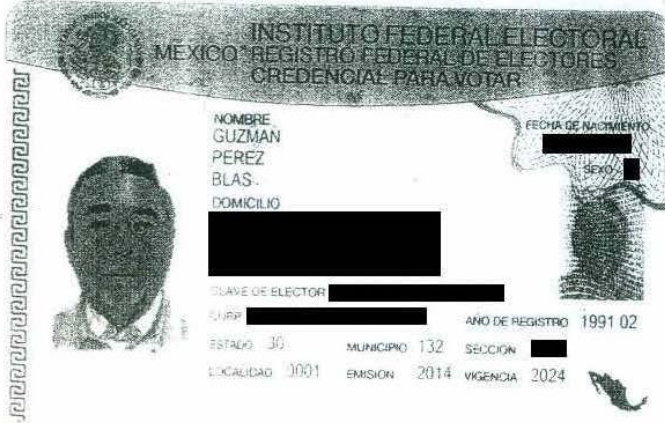 INSTITUTO FEDERAL ELECTORAL
MÉXICO REGISTRO FEDERAL DE ELECTORES
CREDENCIAL PARA VOTAR
NOMBRE
GUZMAN
PEREZ
BLAS
FECHA DE NACIMIENTO
SEXO
DOMICILIO
CLAVE DE ELECTOR
CURP
AÑO DE REGISTRO 1991 02
ESTADO 30 MUNICIPIO 132 SECCIÓN
LOCALIDAD 0001 EMISIÓN 2014 VIGENCIA 2024